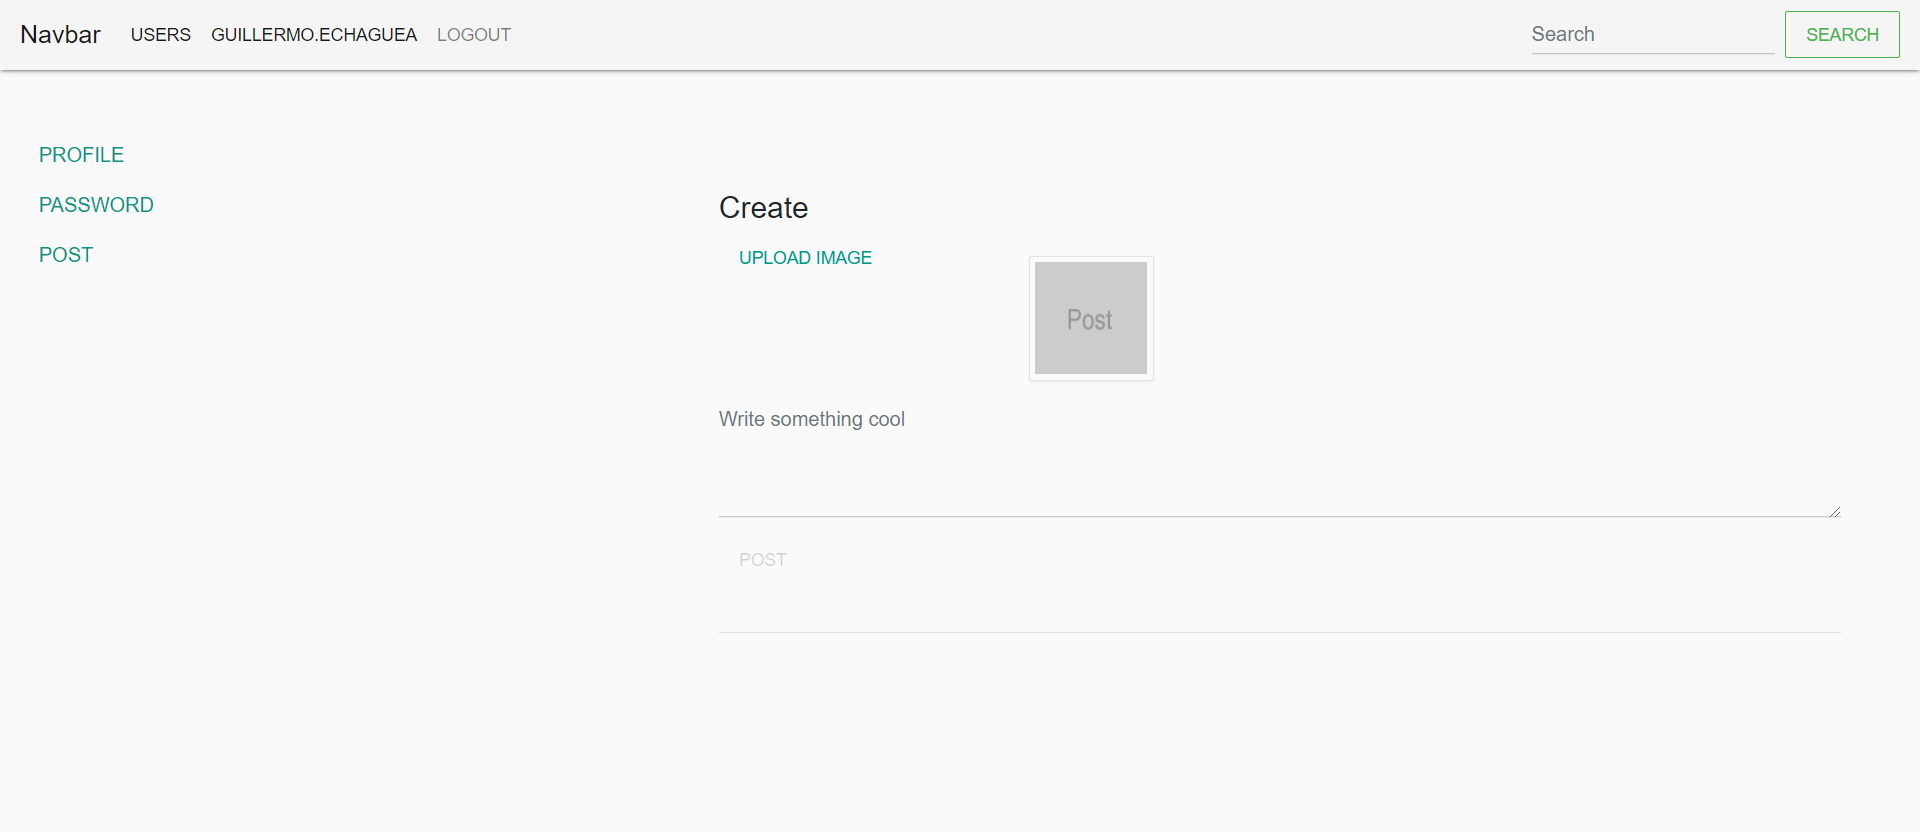 Navbar USERS GUILLERMO.ECHAGUEA LOGOUT Search SEARCH
PROFILE
PASSWORD
POST
Create
UPLOAD IMAGE
Post
Write something cool
POST